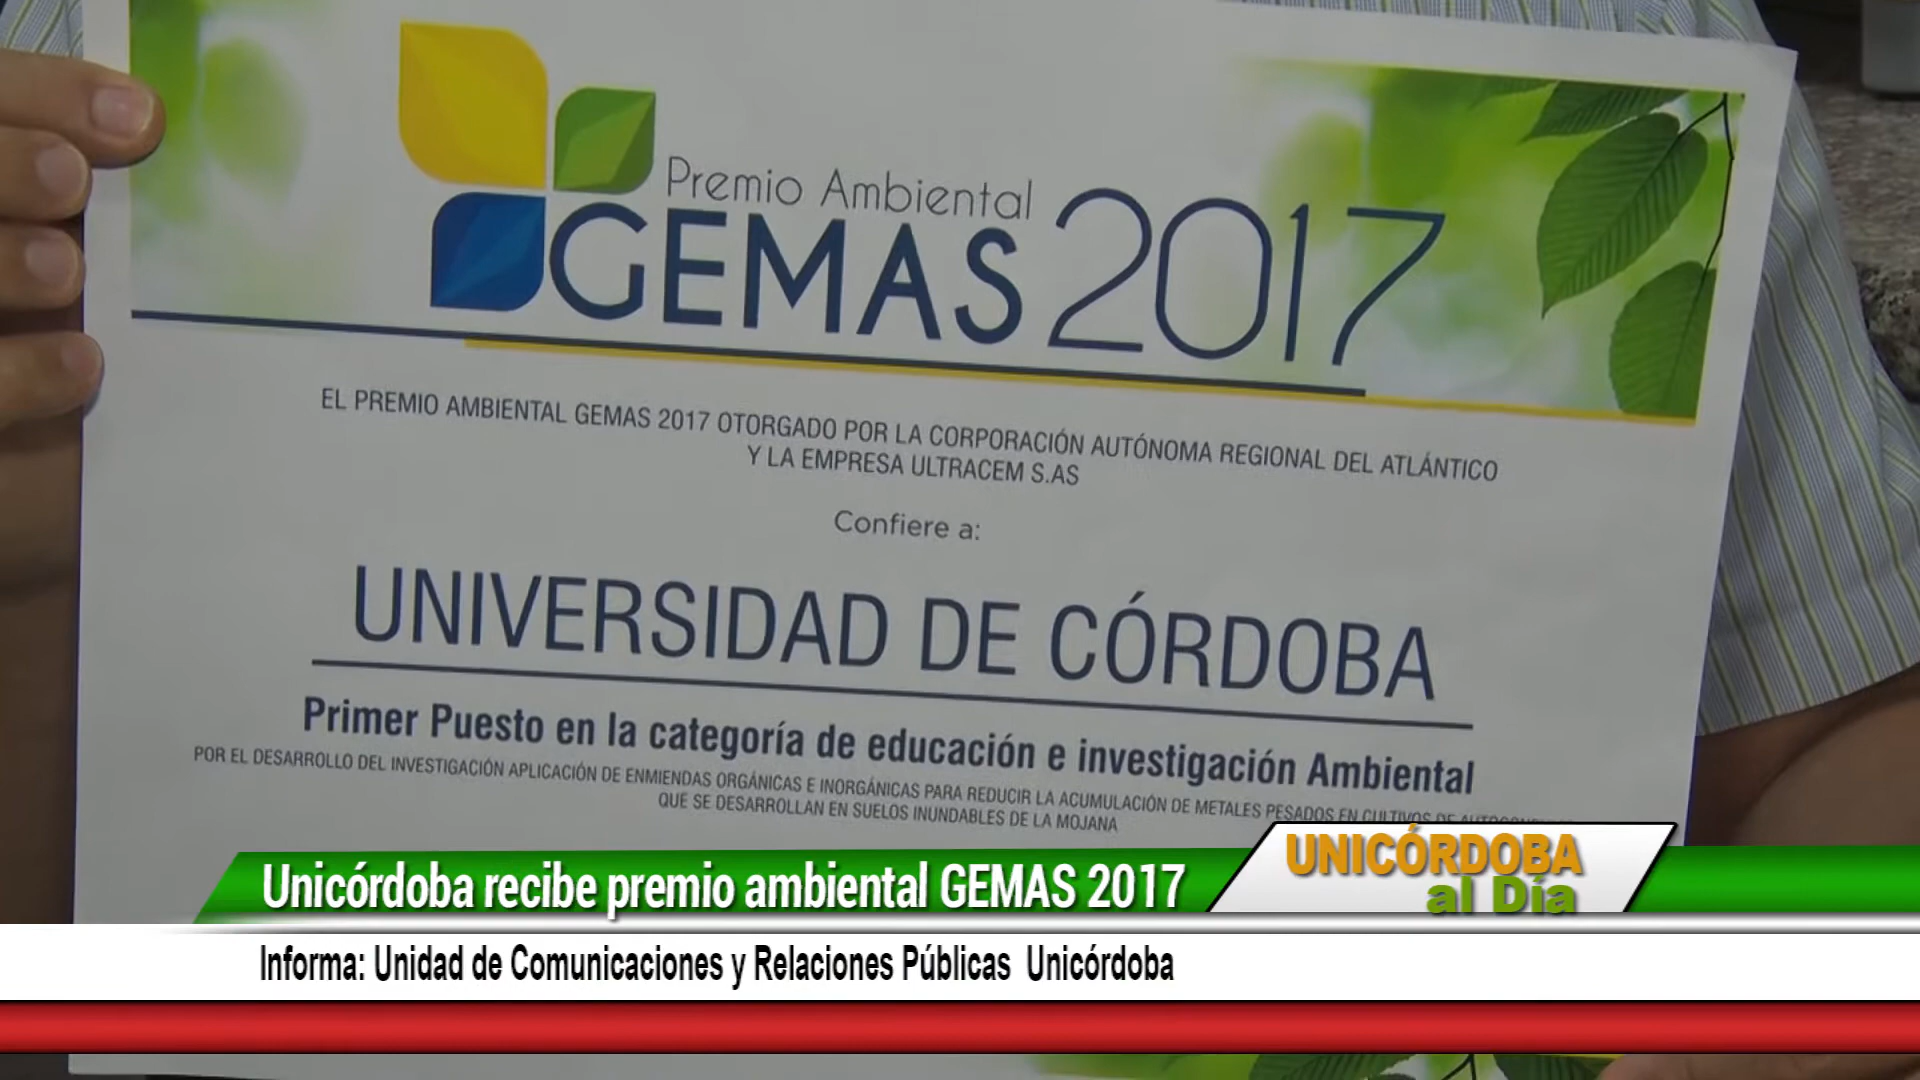 Premio Ambiental
GEMAS 2017
EL PREMIO AMBIENTAL GEMAS 2017 OTORGADO POR LA CORPORACIÓN AUTÓNOMA REGIONAL DEL ATLÁNTICO
Y LA EMPRESA ULTRACEM S.AS
Confiere a:
UNIVERSIDAD DE CÓRDOBA
Primer Puesto en la categoría de educación e investigación Ambiental
POR EL DESARROLLO DEL INVESTIGACIÓN APLICACIÓN DE ENMIENDAS ORGÁNICAS E INORGÁNICAS PARA REDUCIR LA ACUMULACIÓN DE METALES PESADOS EN CULTIVOS DE
QUE SE DESARROLLAN EN SUELOS INUNDABLES DE LA MOJANA
UNICÓRDOBA
al Día
Unicórdoba recibe premio ambiental GEMAS 2017
Informa: Unidad de Comunicaciones y Relaciones Públicas Unicórdoba